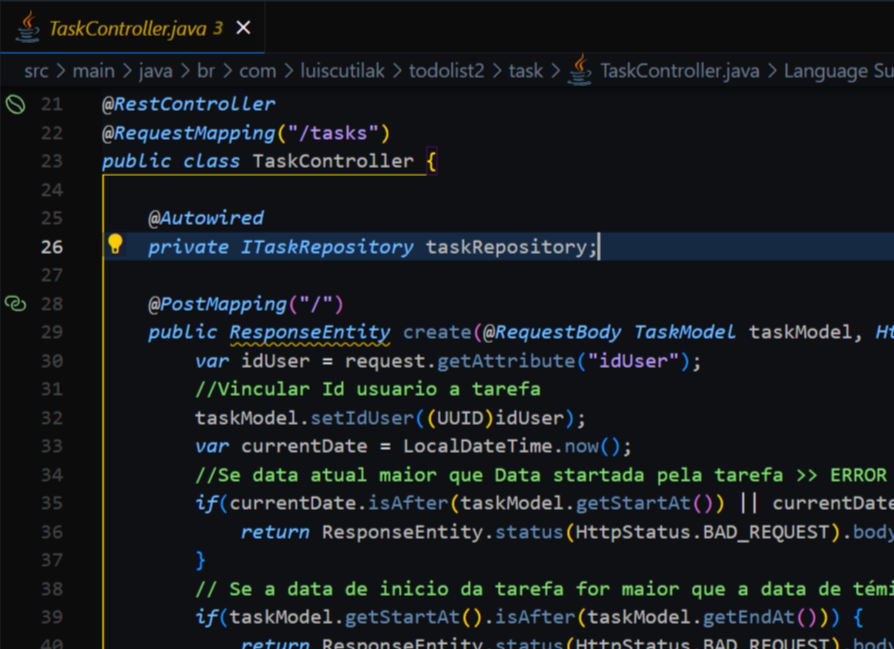 TaskController.java 3 ×
src > main > java > br > com > luiscutilak > todolist2 > task > TaskController.java > Language Su
21 @RestController
22 @RequestMapping("/tasks")
23 public class TaskController {
24
25 @Autowired
26 private ITaskRepository taskRepository;
27
28 @PostMapping("/")
29 public ResponseEntity create(@RequestBody TaskModel taskModel, Ht
30 var idUser = request.getAttribute("idUser");
31 //Vincular Id usuario a tarefa
32 taskModel.setIdUser((UUID)idUser);
33 var currentDate = LocalDateTime.now();
34 //Se data atual maior que Data startada pela tarefa >> ERROR
35 if(currentDate.isAfter(taskModel.getStartAt()) || currentDate
36 return ResponseEntity.status(HttpStatus.BAD_REQUEST).body
37 }
38 // Se a data de inicio da tarefa for maior que a data de témi
39 if(taskModel.getStartAt().isAfter(taskModel.getEndAt())) {
40 return ResponseEntity.status(HttpStatus.BAD_REQUEST).body